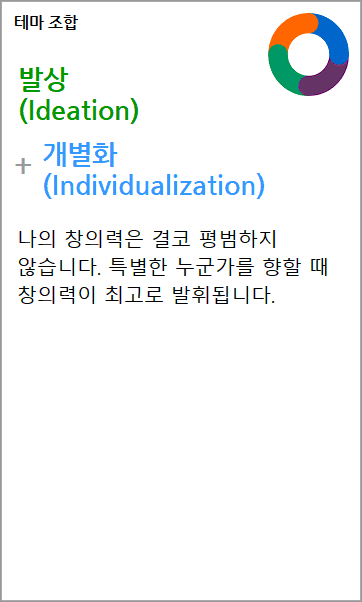 테마 조합
발상
(Ideation)
+ 개별화
(Individualization)
나의 창의력은 결코 평범하지
않습니다. 특별한 누군가를 향할 때
창의력이 최고로 발휘됩니다.